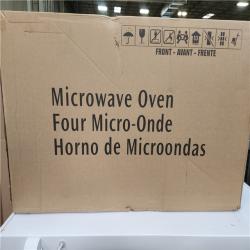 FRONT - AVANT - FRENTE
Microwave Oven
Four Micro-Onde
Horno de Microondas